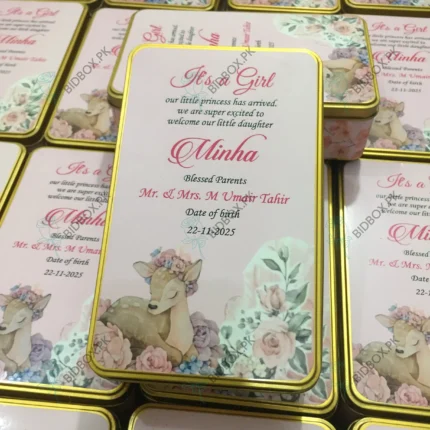 It's a Girl
our little princess has arrived.
we are super excited to
welcome our little daughter
Minha
Blessed Parents
Mr. & Mrs. M Umair Tahir
Date of birth
22-11-2025
BIDBOX.PK